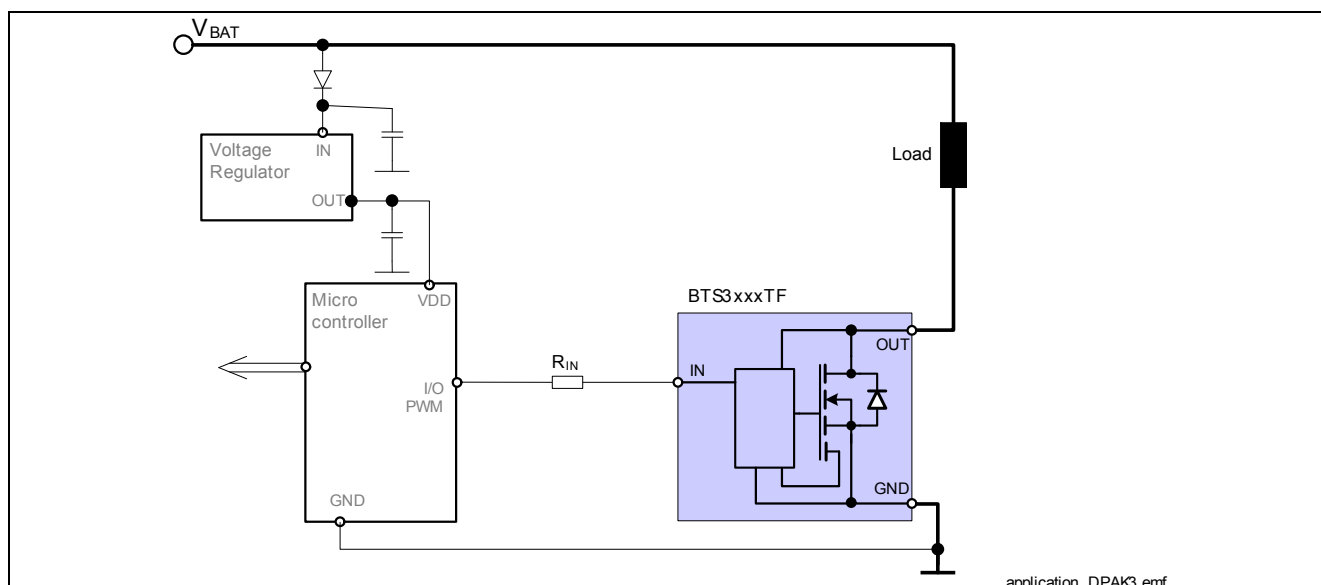 VBAT
Voltage
Regulator
IN
OUT
Load
Micro
controller
VDD
I/O
PWM
GND
RIN
BTS3xxxTF
IN
OUT
GND
application_DPAK3.emf